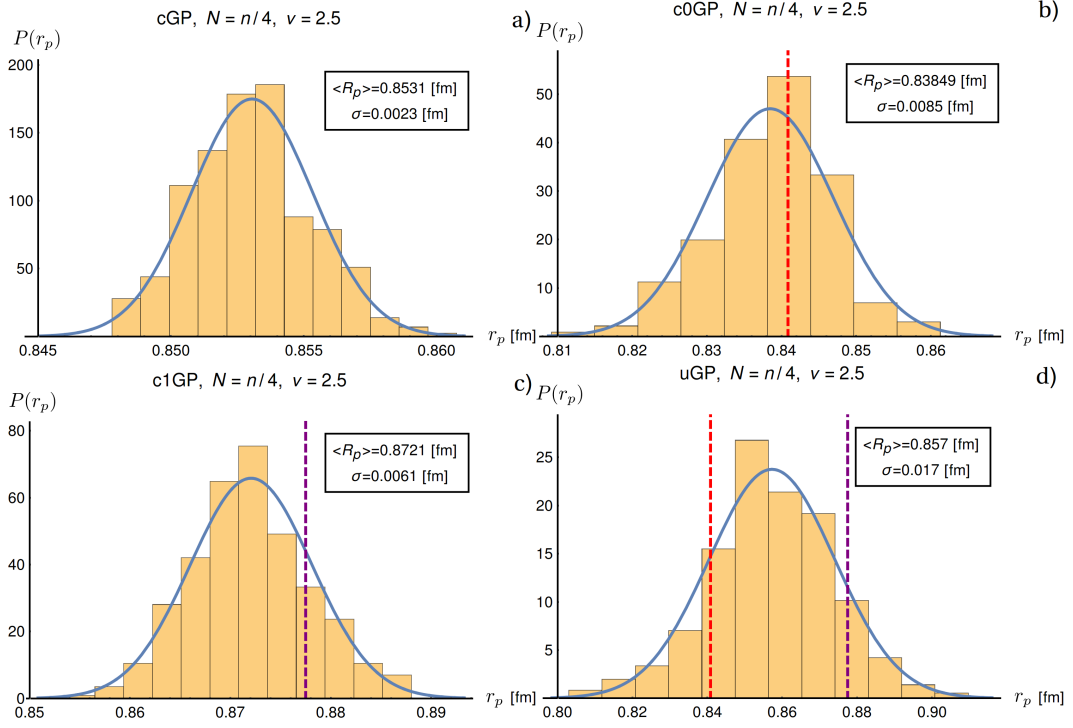 cGP, N = n/4, ν = 2.5
a)
P(r_p)
200
150
100
50
<R_p>=0.8531 [fm]
σ=0.0023 [fm]
0.845 0.850 0.855 0.860
r_p [fm]
c0GP, N = n/4, ν = 2.5
b)
P(r_p)
50
40
30
20
10
<R_p>=0.83849 [fm]
σ=0.0085 [fm]
0.81 0.82 0.83 0.84 0.85 0.86
r_p [fm]
c1GP, N = n/4, ν = 2.5
c)
P(r_p)
80
60
40
20
0
<R_p>=0.8721 [fm]
σ=0.0061 [fm]
0.85 0.86 0.87 0.88 0.89
r_p [fm]
uGP, N = n/4, ν = 2.5
d)
P(r_p)
25
20
15
10
5
0
<R_p>=0.857 [fm]
σ=0.017 [fm]
0.80 0.82 0.84 0.86 0.88 0.90
r_p [fm]